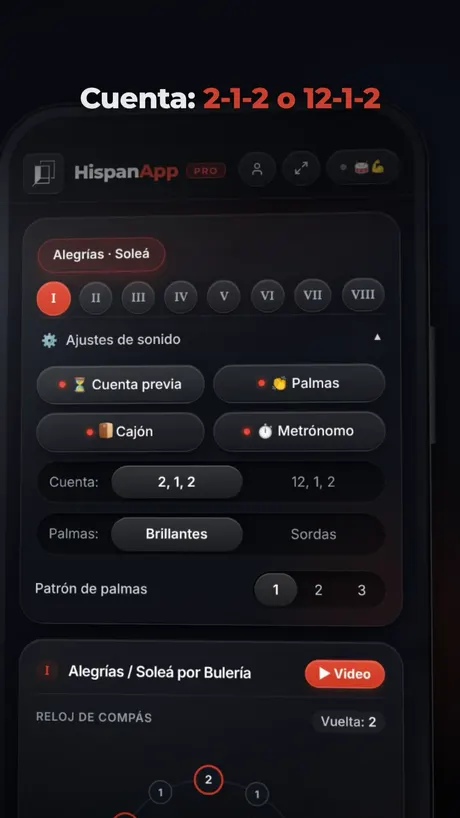 Cuenta: 2-1-2 o 12-1-2
HispanApp PRO
Alegrías · Soleá
I II III IV V VI VII VIII
Ajustes de sonido ▲
Cuenta previa Palmas
Cajón Metrónomo
Cuenta: 2, 1, 2 12, 1, 2
Palmas: Brillantes Sordas
Patrón de palmas 1 2 3
I Alegrías / Soleá por Bulería ▶ Video
RELOJ DE COMPÁS Vuelta: 2
1 2 1